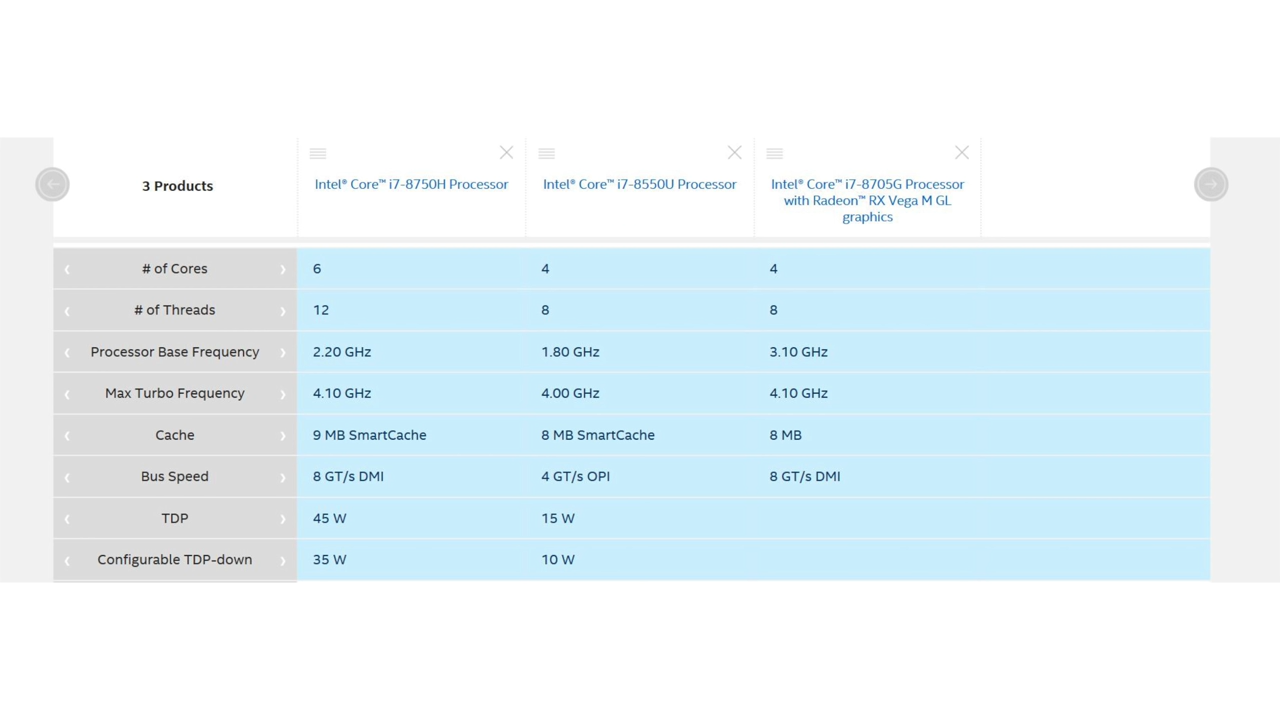 3 Products
Intel® Core™ i7-8750H Processor
Intel® Core™ i7-8550U Processor
Intel® Core™ i7-8705G Processor
with Radeon™ RX Vega M GL
graphics
# of Cores 6 4 4
# of Threads 12 8 8
Processor Base Frequency 2.20 GHz 1.80 GHz 3.10 GHz
Max Turbo Frequency 4.10 GHz 4.00 GHz 4.10 GHz
Cache 9 MB SmartCache 8 MB SmartCache 8 MB
Bus Speed 8 GT/s DMI 4 GT/s OPI 8 GT/s DMI
TDP 45 W 15 W
Configurable TDP-down 35 W 10 W